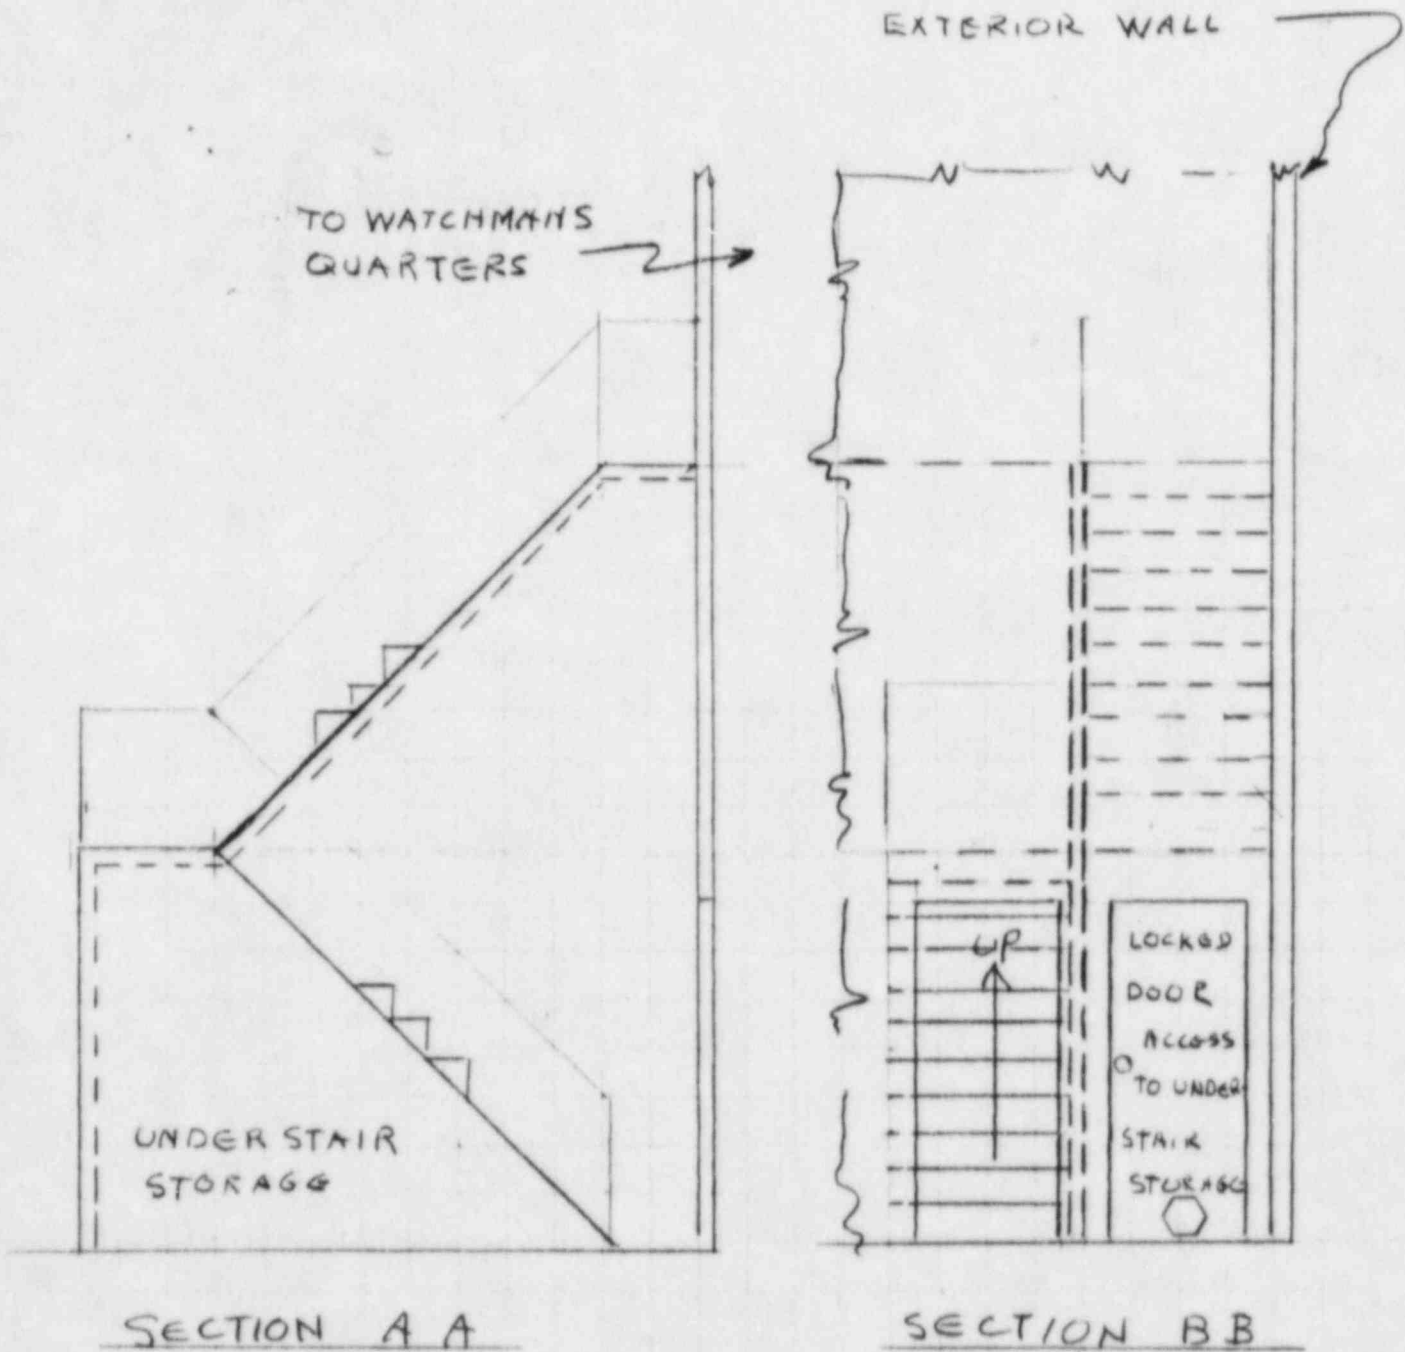 EXTERIOR WALL
TO WATCHMANS
QUARTERS
UP
LOCKED
DOOR
ACCESS
TO UNDER
STAIR
STORAGE
UNDER STAIR
STORAGE
SECTION A A
SECTION B B